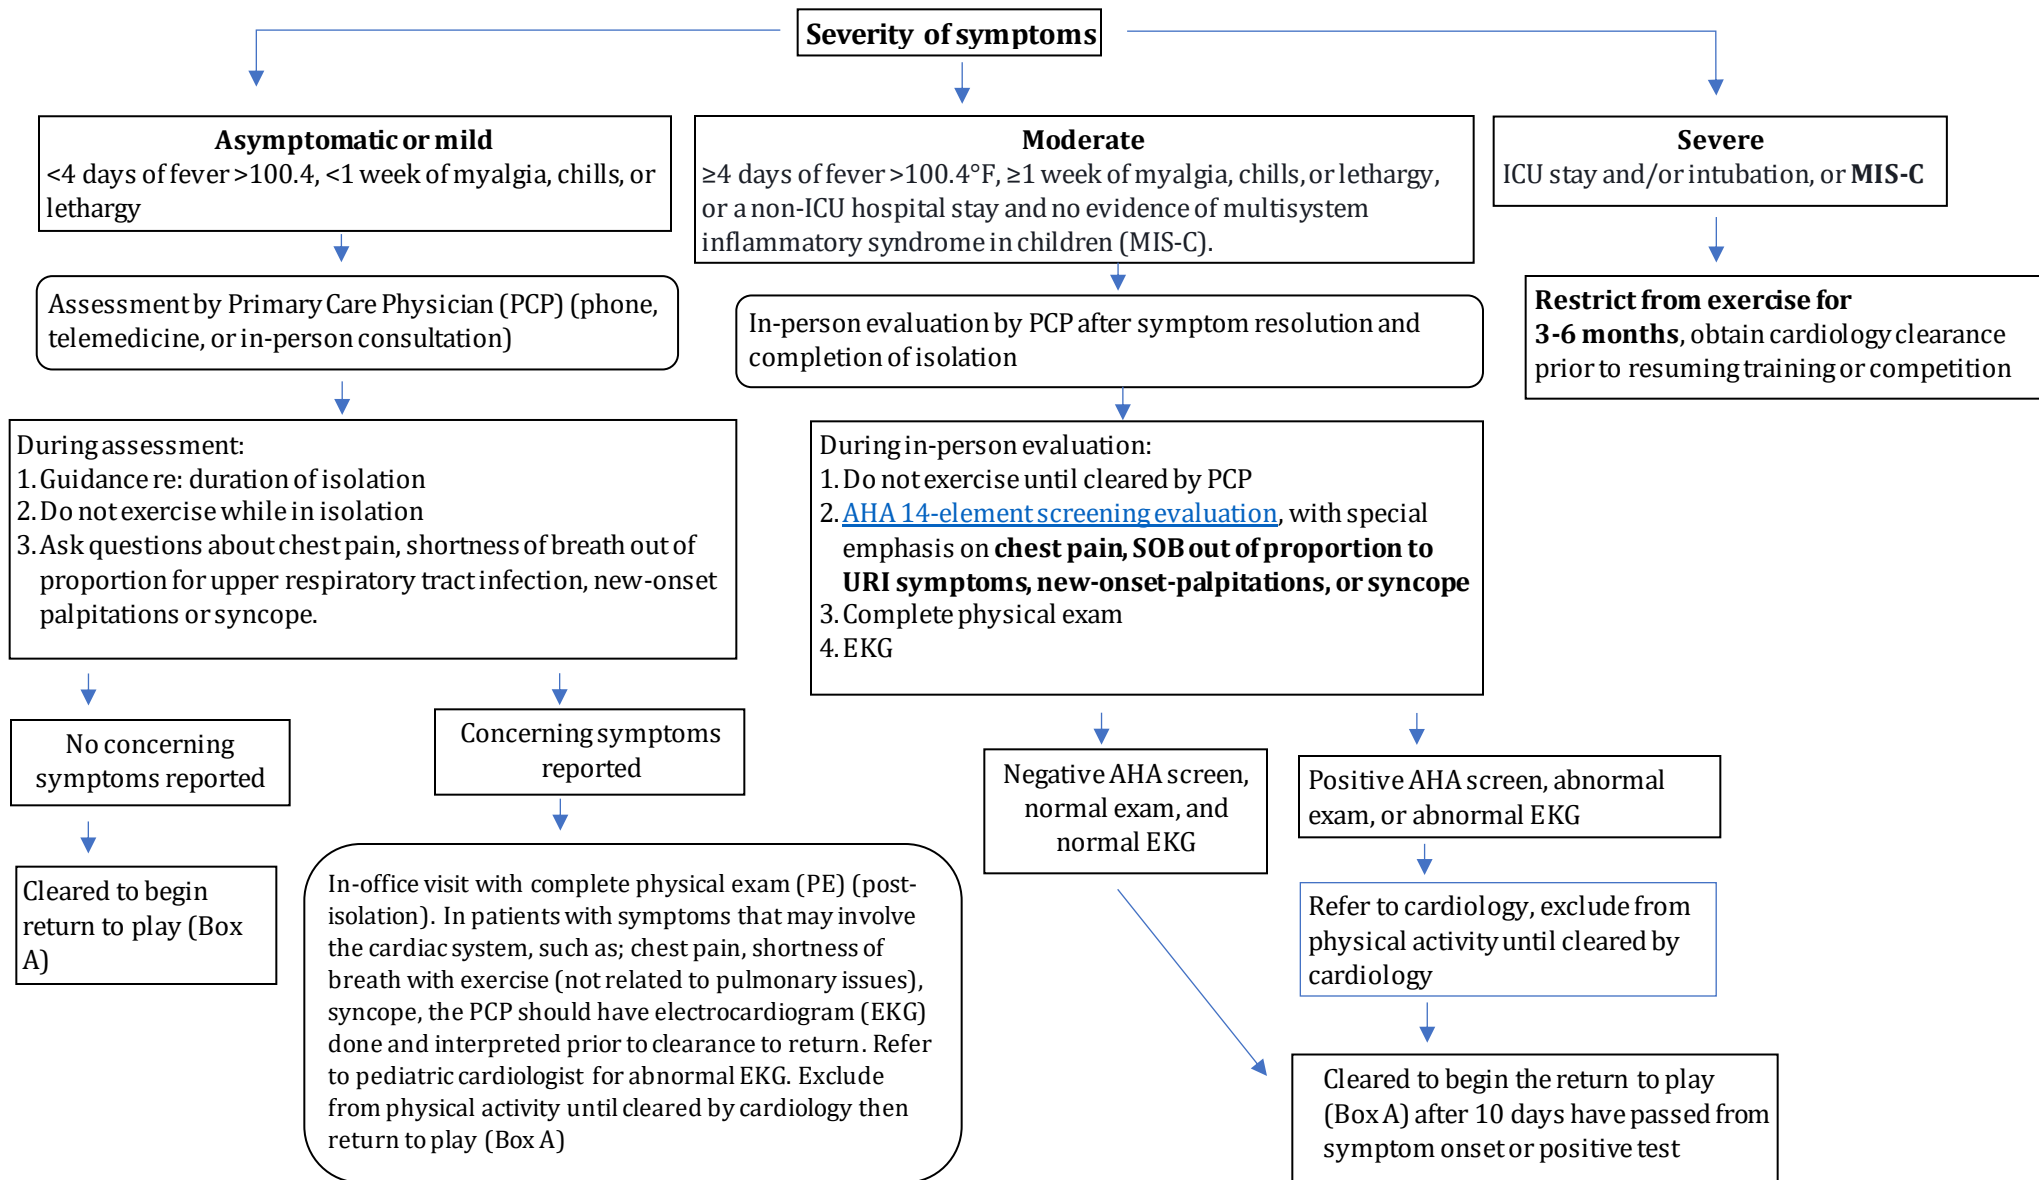 Severity of symptoms
Asymptomatic or mild
<4 days of fever >100.4, <1 week of myalgia, chills, or
lethargy
Moderate
≥4 days of fever >100.4°F, ≥1 week of myalgia, chills, or lethargy,
or a non-ICU hospital stay and no evidence of multisystem
inflammatory syndrome in children (MIS-C).
Severe
ICU stay and/or intubation, or MIS-C
Assessment by Primary Care Physician (PCP) (phone,
telemedicine, or in-person consultation)
In-person evaluation by PCP after symptom resolution and
completion of isolation
Restrict from exercise for
3-6 months, obtain cardiology clearance
prior to resuming training or competition
During assessment:
1. Guidance re: duration of isolation
2. Do not exercise while in isolation
3. Ask questions about chest pain, shortness of breath out of
proportion for upper respiratory tract infection, new-onset
palpitations or syncope.
During in-person evaluation:
1. Do not exercise until cleared by PCP
2. AHA 14-element screening evaluation, with special
emphasis on chest pain, SOB out of proportion to
URI symptoms, new-onset-palpitations, or syncope
3. Complete physical exam
4. EKG
No concerning
symptoms reported
Concerning symptoms
reported
Negative AHA screen,
normal exam, and
normal EKG
Positive AHA screen, abnormal
exam, or abnormal EKG
Cleared to begin
return to play (Box
A)
In-office visit with complete physical exam (PE) (post-
isolation). In patients with symptoms that may involve
the cardiac system, such as; chest pain, shortness of
breath with exercise (not related to pulmonary issues),
syncope, the PCP should have electrocardiogram (EKG)
done and interpreted prior to clearance to return. Refer
to pediatric cardiologist for abnormal EKG. Exclude
from physical activity until cleared by cardiology then
return to play (Box A)
Refer to cardiology, exclude from
physical activity until cleared by
cardiology
Cleared to begin the return to play
(Box A) after 10 days have passed from
symptom onset or positive test